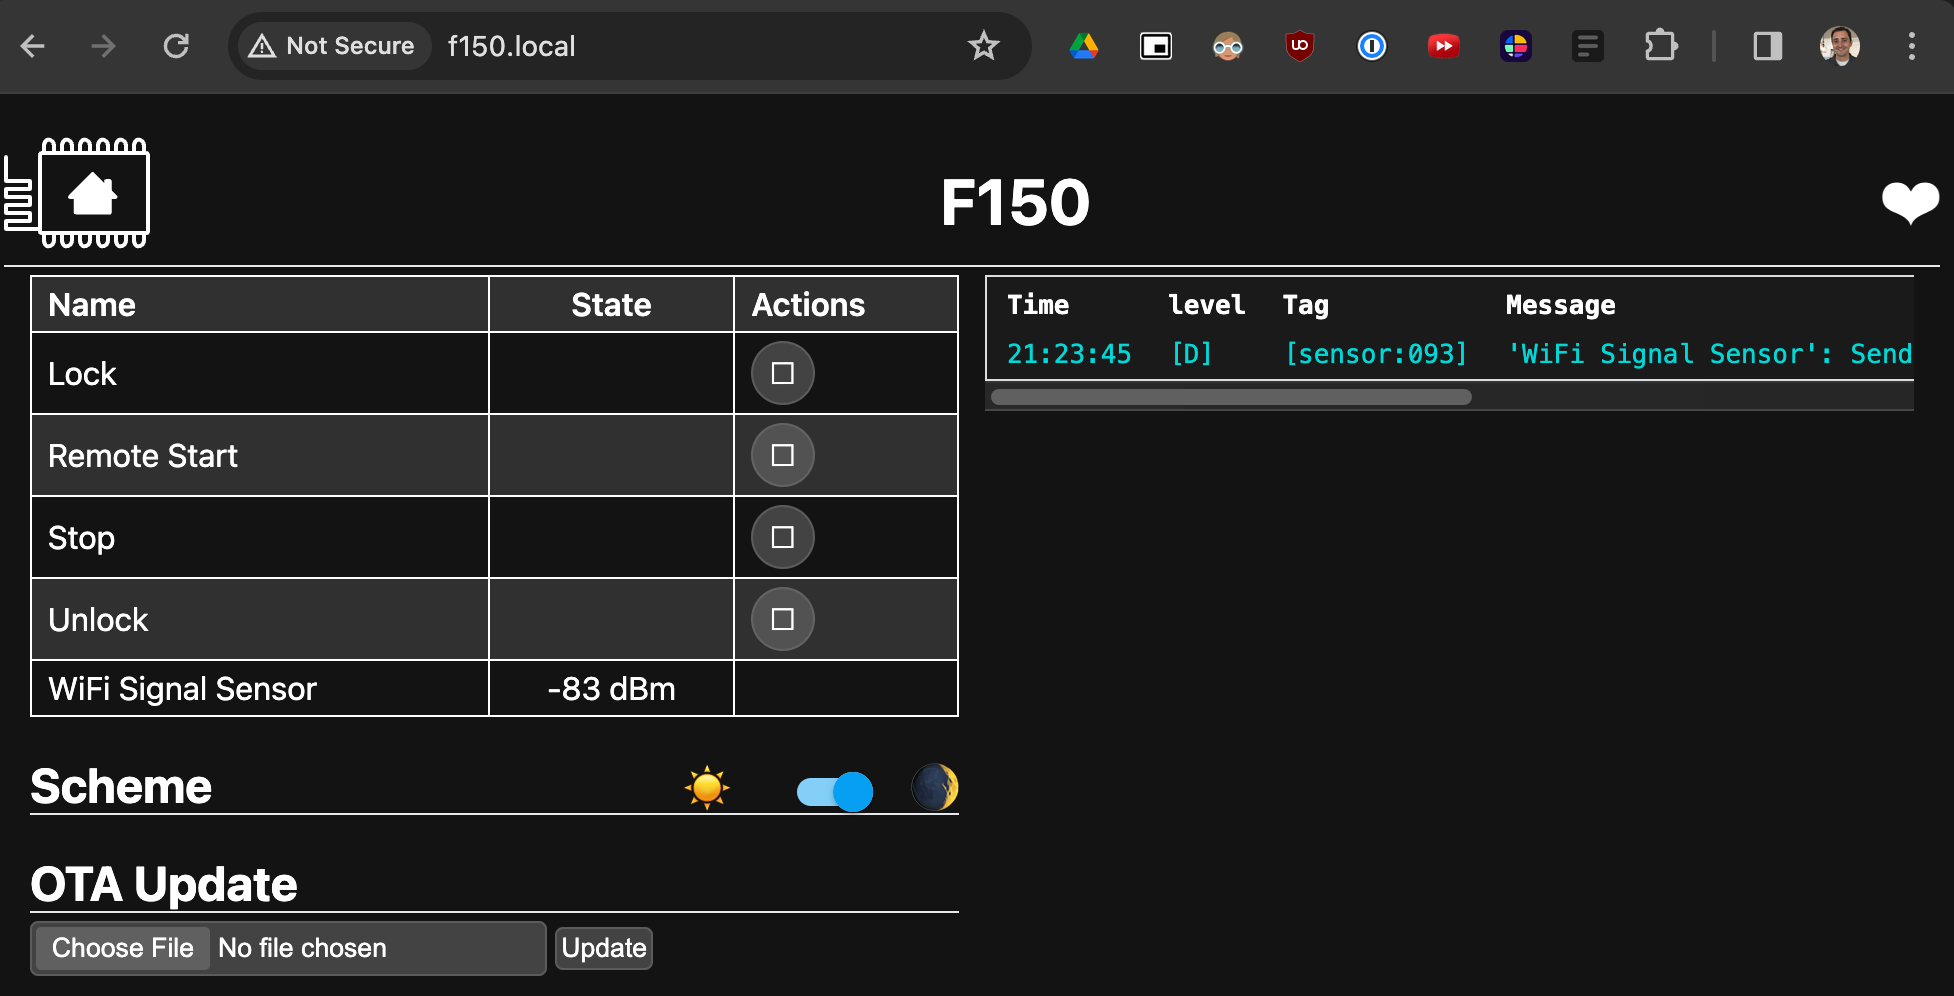 Not Secure f150.local
F150
Name State Actions
Lock
Remote Start
Stop
Unlock
WiFi Signal Sensor -83 dBm
Time level Tag Message
21:23:45 [D] [sensor:093] 'WiFi Signal Sensor': Send
Scheme
OTA Update
Choose File No file chosen Update